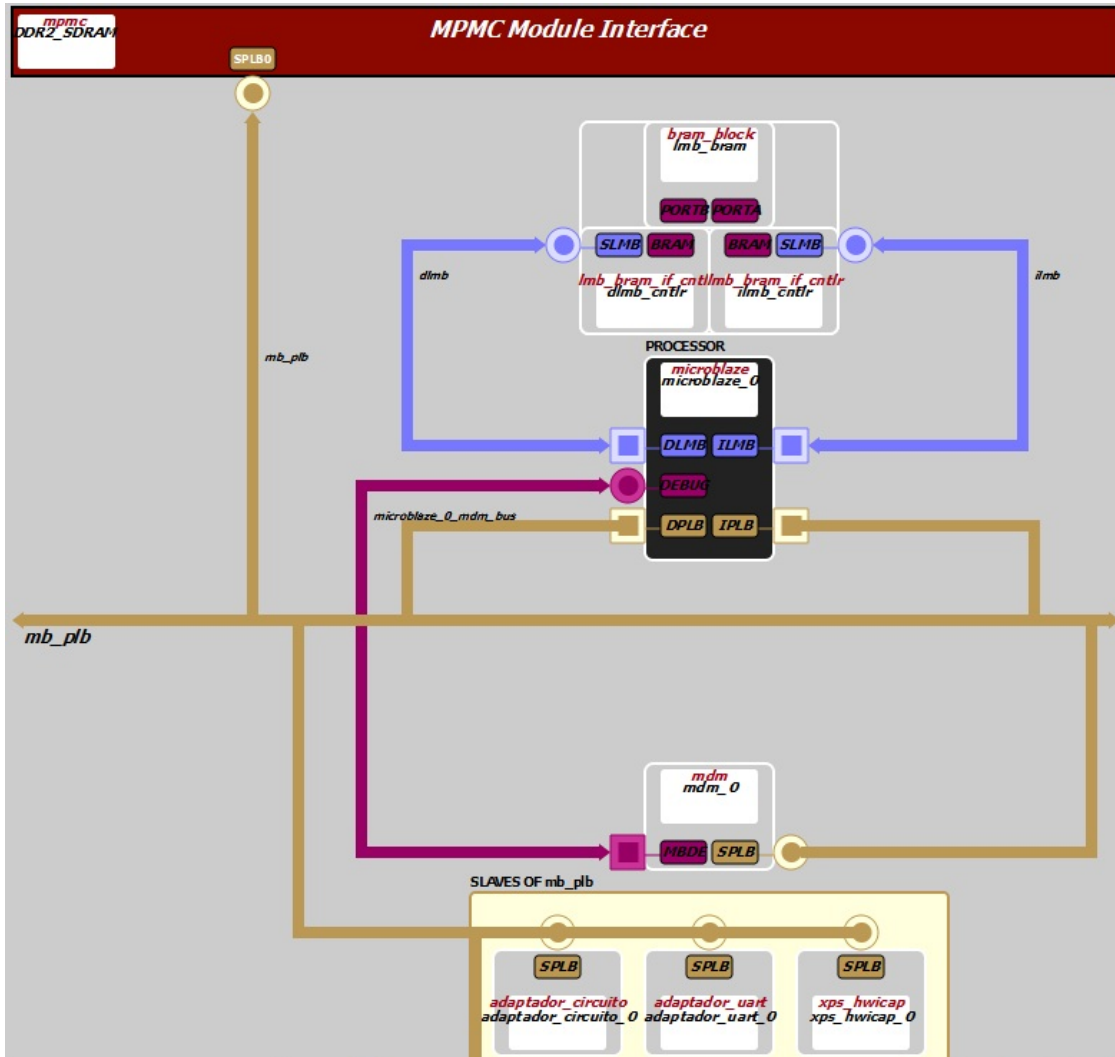 mpmc
DDR2_SDRAM
MPMC Module Interface
SPLB0
bram_block
lmb_bram
PORTB PORTA
SLMB BRAM BRAM SLMB
dlmb
ilmb
lmb_bram_if_cntlr lmb_bram_if_cntlr
dlmb_cntlr ilmb_cntlr
PROCESSOR
mb_plb
microblaze
microblaze_0
DLMB ILMB
DEBUG
microblaze_0_mdm_bus
DPLB IPLB
mb_plb
mdm
mdm_0
MBDE SPLB
SLAVES OF mb_plb
SPLB SPLB SPLB
adaptador_circuito adaptador_uart xps_hwicap
adaptador_circuito_0 adaptador_uart_0 xps_hwicap_0